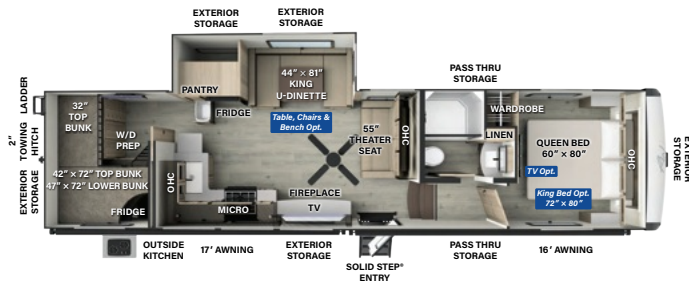 EXTERIOR
STORAGE
EXTERIOR
STORAGE
PASS THRU
STORAGE
PANTRY
FRIDGE
44" × 81"
KING
U-DINETTE
Table, Chairs &
Bench Opt.
2"
TOWING
HITCH
LADDER
EXTERIOR
STORAGE
32"
TOP
BUNK
W/D
PREP
42" × 72" TOP BUNK
47" × 72" LOWER BUNK
FRIDGE
OHC
MICRO
FIREPLACE
TV
55"
THEATER
SEAT
OHC
WARDROBE
LINEN
QUEEN BED
60" × 80"
TV Opt.
King Bed Opt.
72" × 80"
OHC
EXTERIOR
STORAGE
OUTSIDE
KITCHEN
17' AWNING
EXTERIOR
STORAGE
SOLID STEP®
ENTRY
PASS THRU
STORAGE
16' AWNING